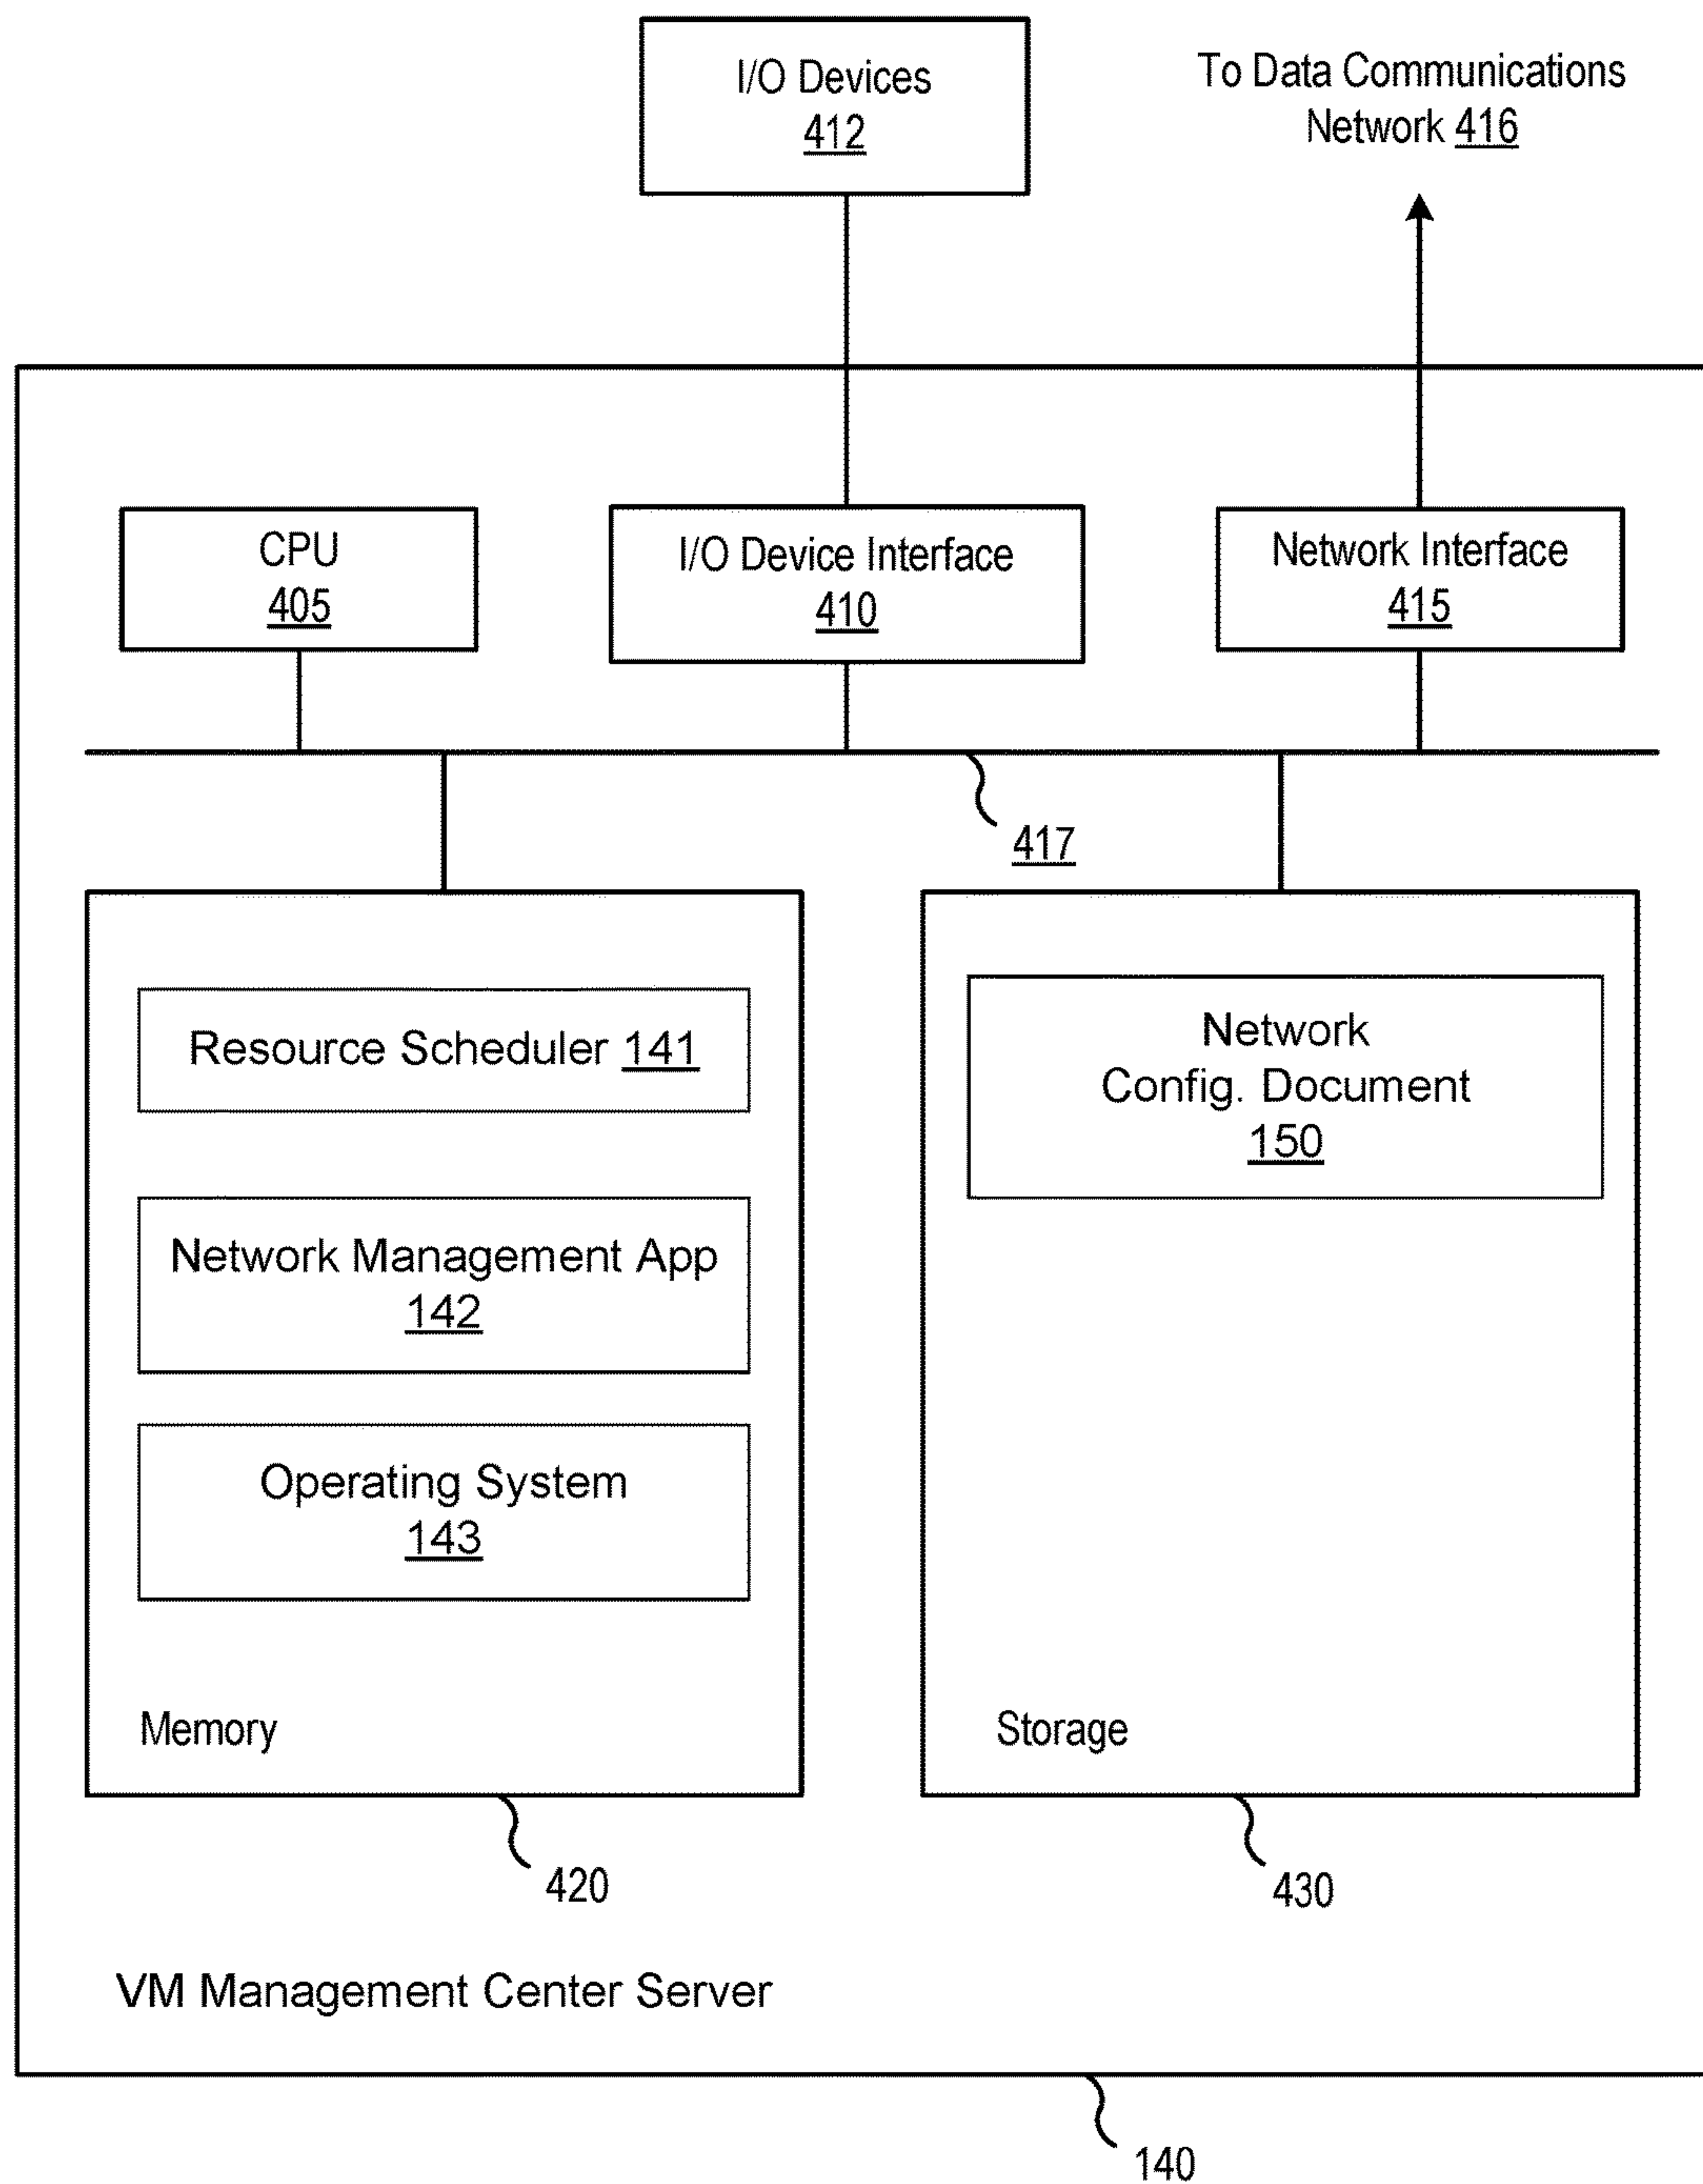 I/O Devices
412
To Data Communications
Network 416
CPU
405
I/O Device Interface
410
Network Interface
415
417
Resource Scheduler 141
Network Management App
142
Operating System
143
Memory
420
Network
Config. Document
150
Storage
430
VM Management Center Server
140